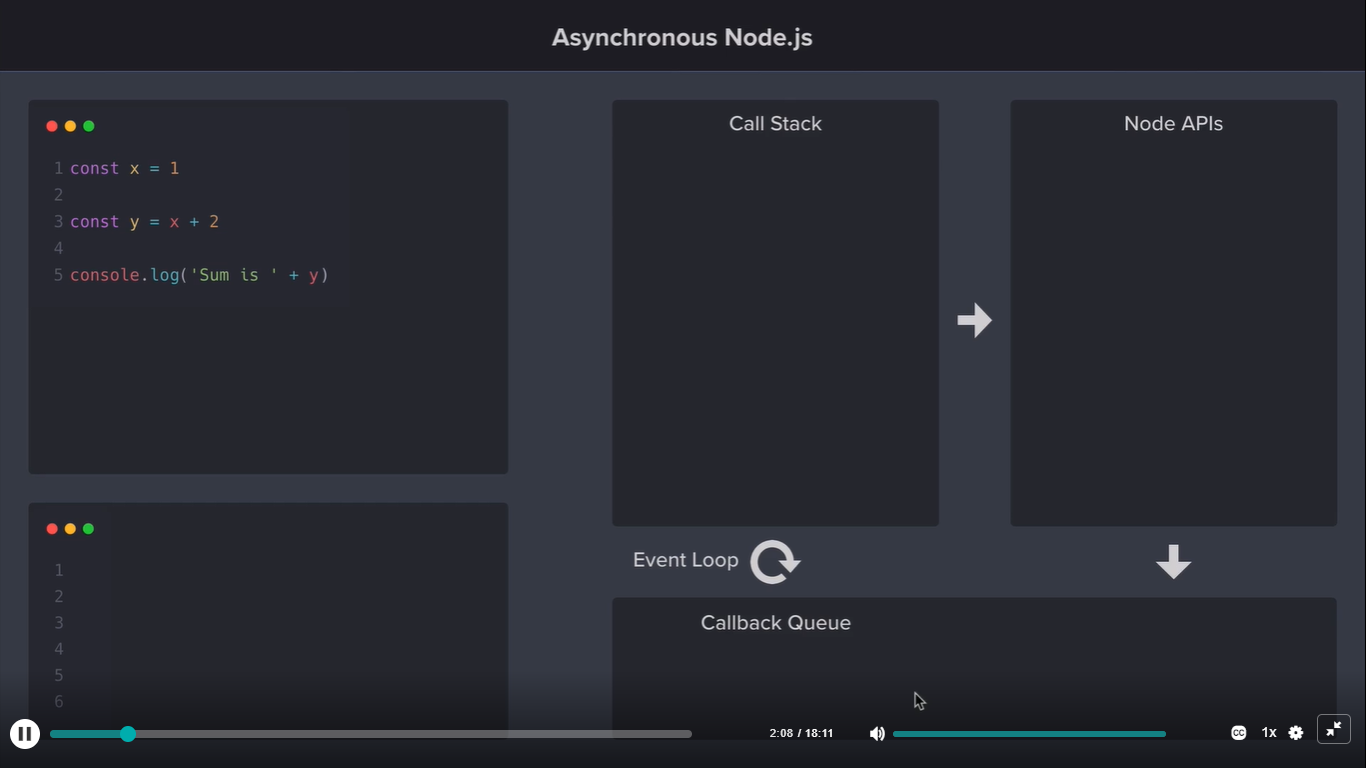 Asynchronous Node.js
1 const x = 1
2
3 const y = x + 2
4
5 console.log('Sum is ' + y)
1
2
3
4
5
6
Call Stack
Node APIs
Event Loop
Callback Queue
2:08 / 18:11
CC
1x